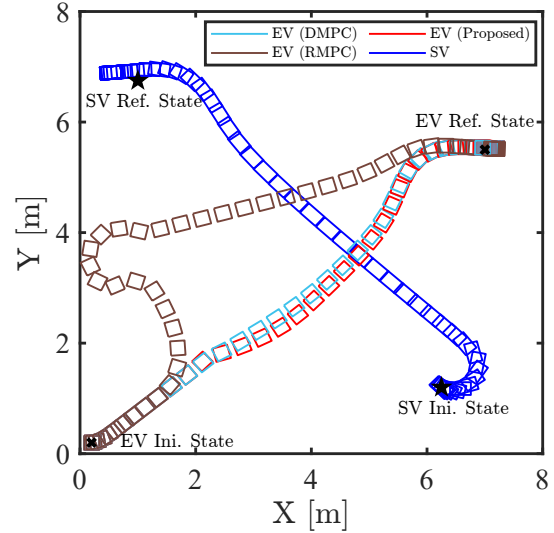 8
EV (DMPC) EV (Proposed)
EV (RMPC) SV
SV Ref. State
EV Ref. State
6
Y [m]
4
2
SV Ini. State
EV Ini. State
0
0 2 4 6 8
X [m]